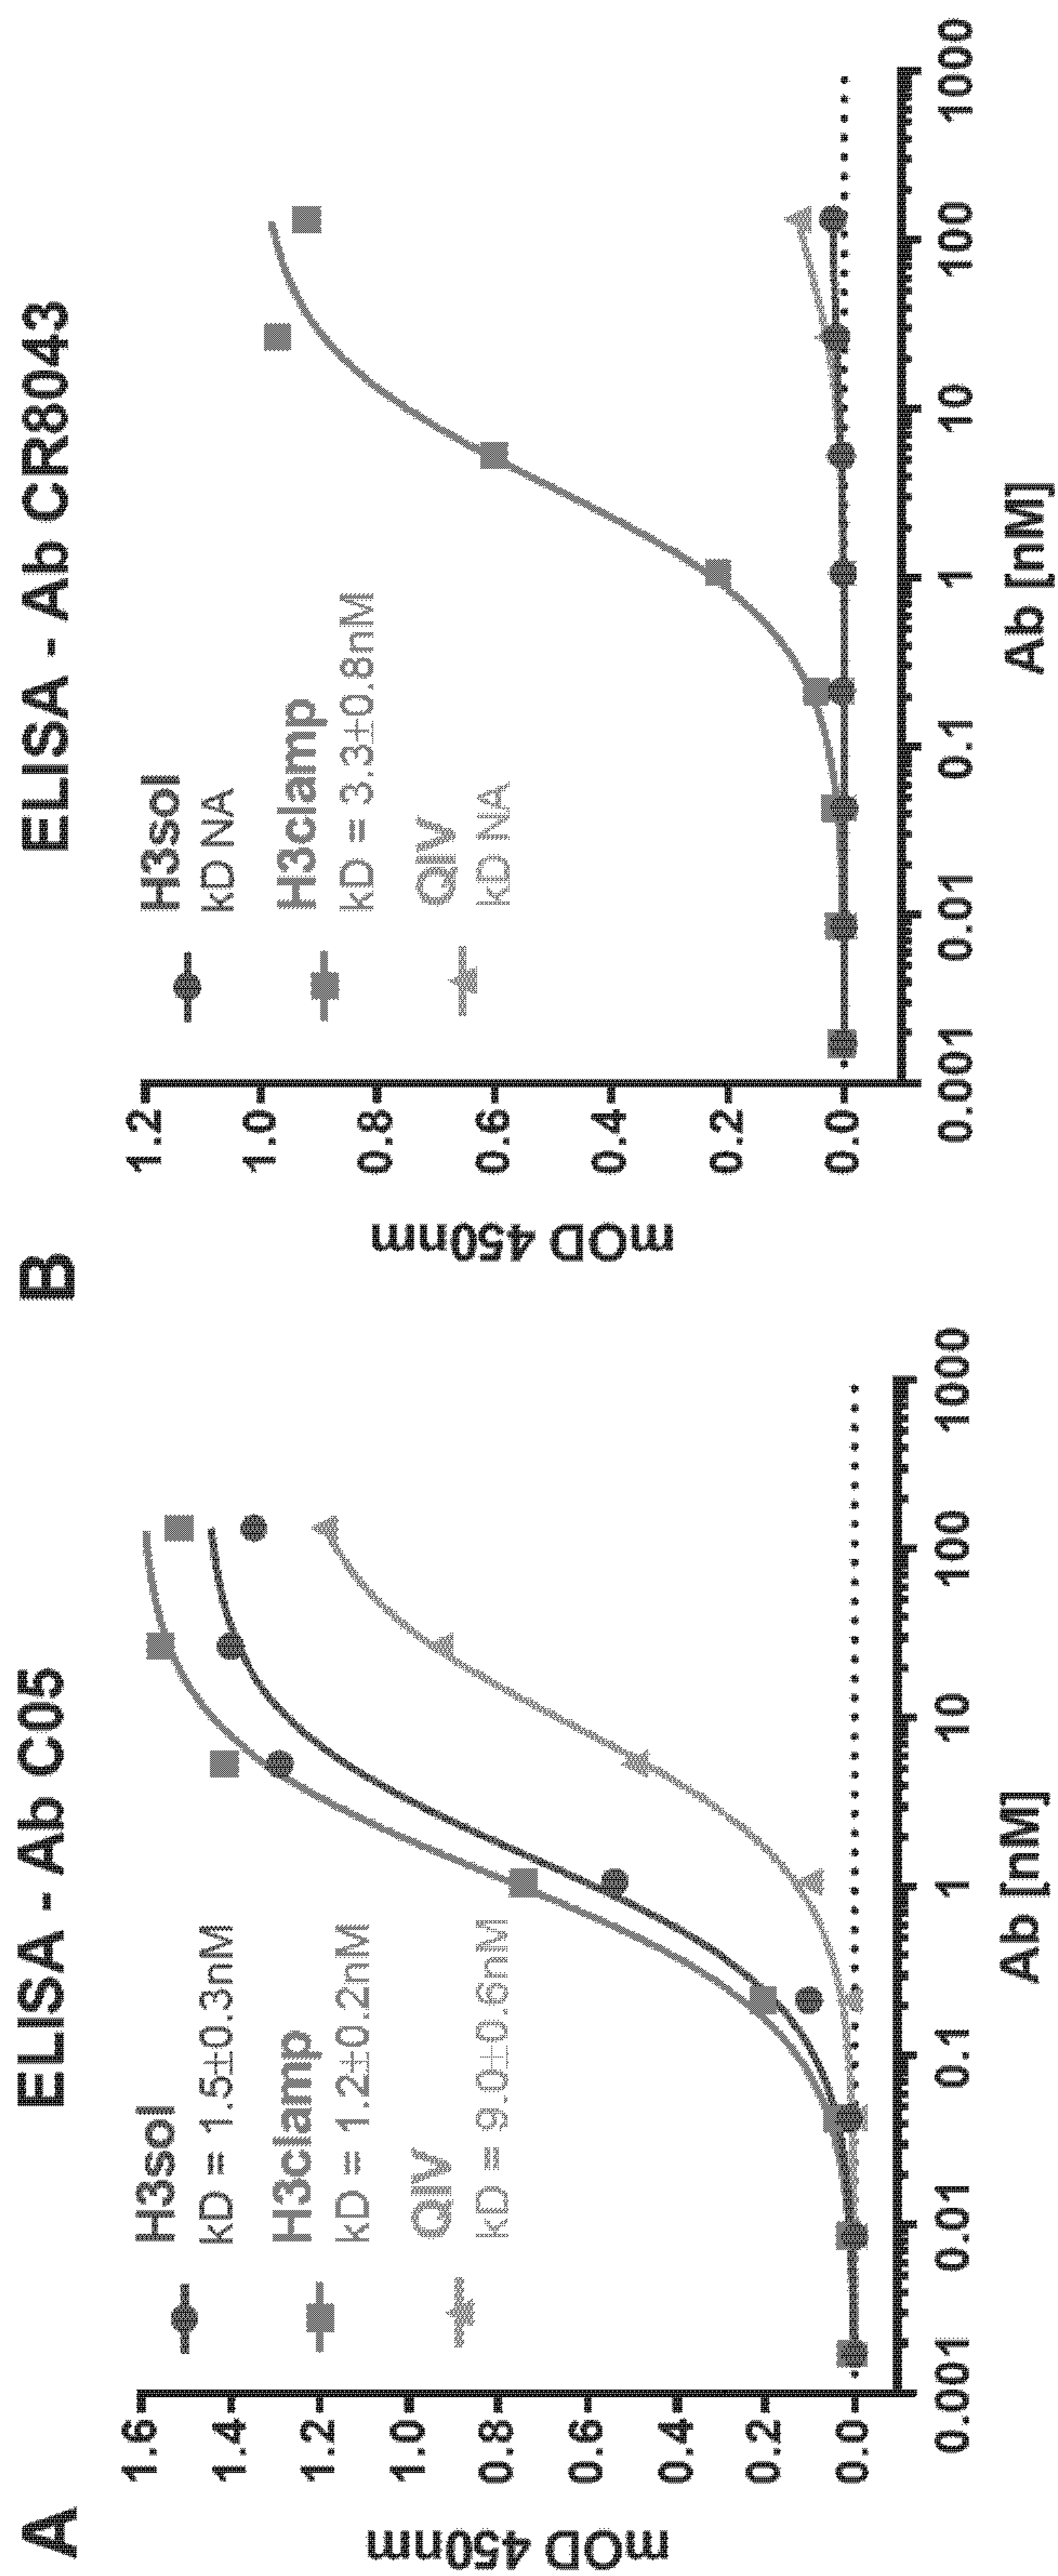 A
ELISA - Ab C05
mOD 450nm
1.6
1.4
1.2
1.0
0.8
0.6
0.4
0.2
0.0
H3sol
kD = 1.5±0.3nM
H3clamp
kD = 1.2±0.2nM
QIV
kD = 9.0±0.6nM
0.001
0.01
0.1
1
10
100
1000
Ab [nM]
B
ELISA - Ab CR8043
mOD 450nm
1.2
1.0
0.8
0.6
0.4
0.2
0.0
H3sol
kD NA
H3clamp
kD = 3.3±0.8nM
QIV
kD NA
0.001
0.01
0.1
1
10
100
1000
Ab [nM]